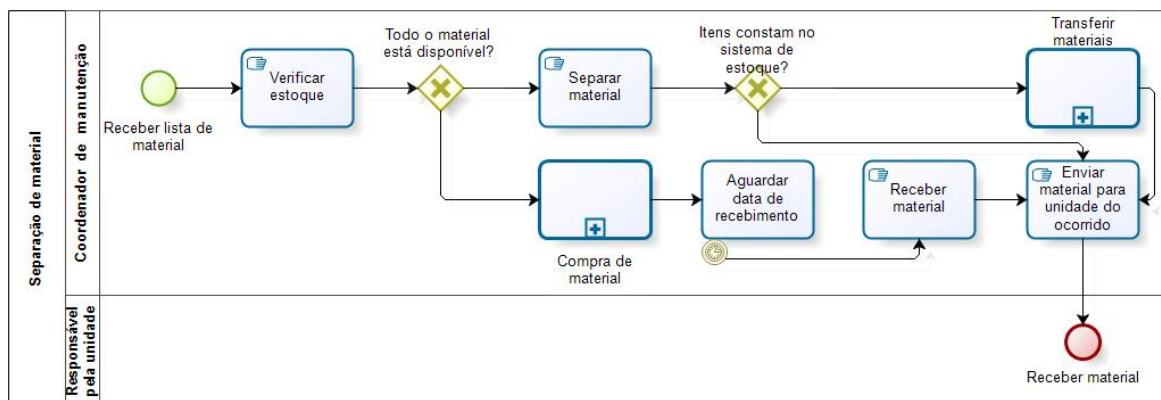 Separação de material
Coordenador de manutenção
Receber lista de
material
Verificar
estoque
Todo o material
está disponível?
Separar
material
Itens constam no
sistema de
estoque?
Transferir
materiais
Compra de
material
Aguardar
data de
recebimento
Receber
material
Enviar
material para
unidade do
ocorrido
Responsável
pela unidade
Receber material